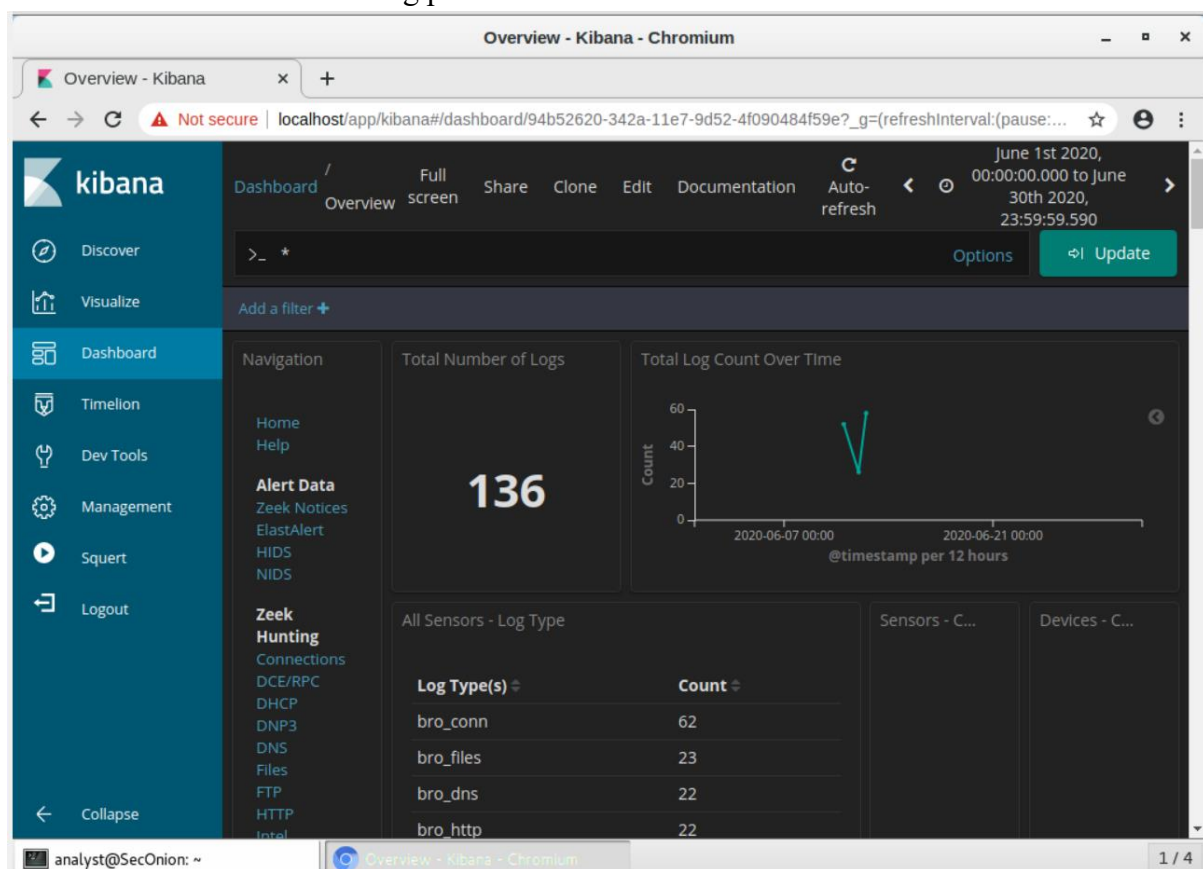 Overview - Kibana - Chromium
Overview - Kibana
Not secure | localhost/app/kibana#/dashboard/94b52620-342a-11e7-9d52-4f090484f59e?_g=(refreshInterval:(pause:...
kibana
Dashboard / Overview
Full screen
Share
Clone
Edit
Documentation
Auto-refresh
June 1st 2020, 00:00:00.000 to June 30th 2020, 23:59:59.590
>_ *
Options
Update
Add a filter +
Discover
Visualize
Dashboard
Timelion
Dev Tools
Management
Squert
Logout
Collapse
Navigation
Home
Help
Alert Data
Zeek Notices
ElastAlert
HIDS
NIDS
Zeek Hunting
Connections
DCE/RPC
DHCP
DNP3
DNS
Files
FTP
HTTP
Intel
Total Number of Logs
136
Total Log Count Over TIme
Count
60
40
20
0
2020-06-07 00:00
2020-06-21 00:00
@timestamp per 12 hours
All Sensors - Log Type
Log Type(s) Count
bro_conn 62
bro_files 23
bro_dns 22
bro_http 22
Sensors - C...
Devices - C...
analyst@SecOnion: ~
Overview - Kibana - Chromium
1 / 4